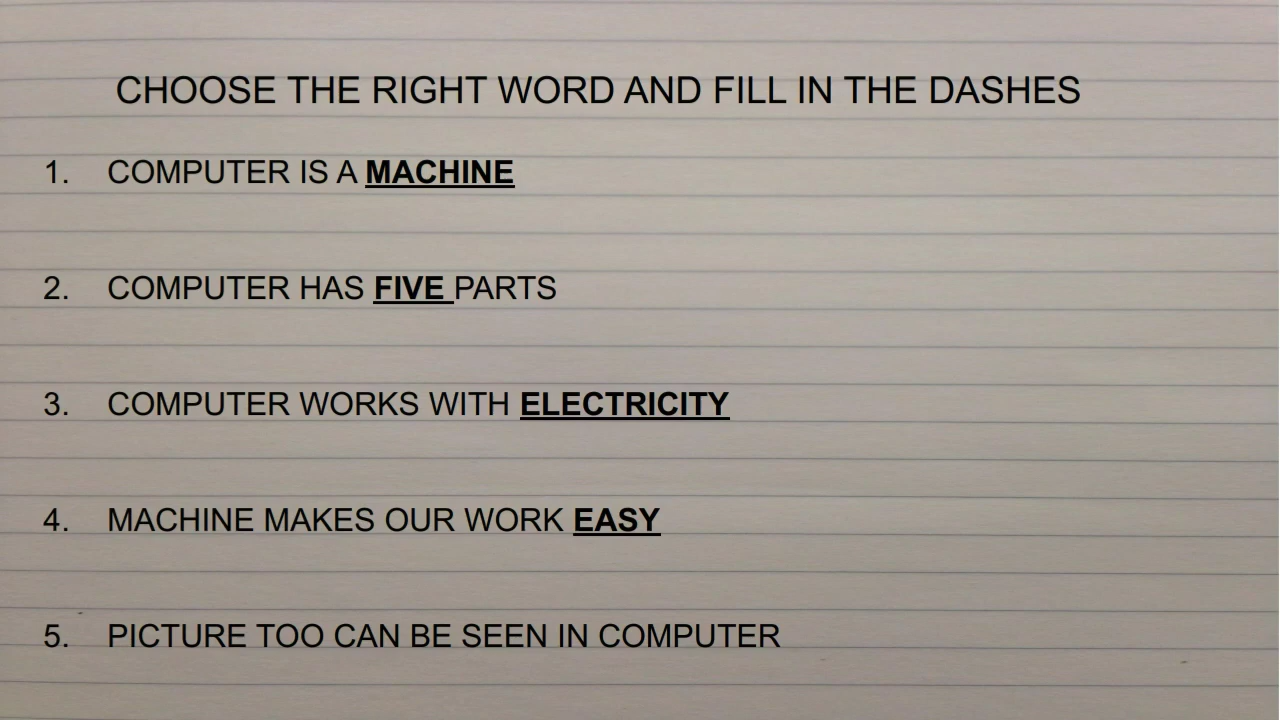 CHOOSE THE RIGHT WORD AND FILL IN THE DASHES
1. COMPUTER IS A MACHINE
2. COMPUTER HAS FIVE PARTS
3. COMPUTER WORKS WITH ELECTRICITY
4. MACHINE MAKES OUR WORK EASY
5. PICTURE TOO CAN BE SEEN IN COMPUTER